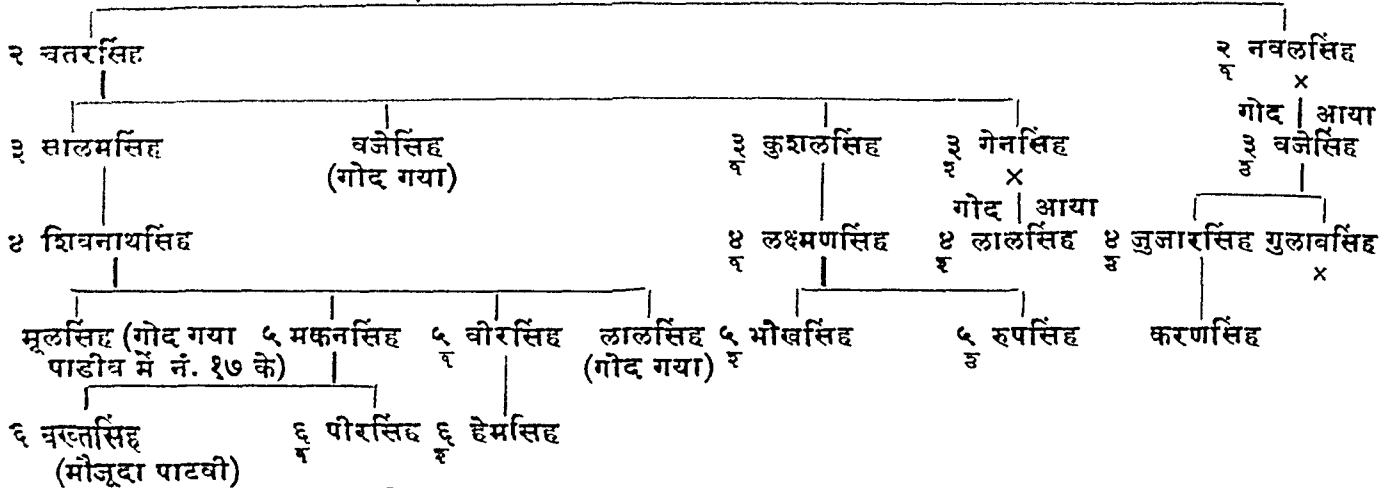 २ चतरसिंह २/१ नवलसिंह
×
गोद | आया
३ सालमसिंह वजेसिंह ३/१ कुशलसिंह ३/२ गेनसिंह ३/३ वजेसिंह
(गोद गया) ×
गोद | आया
४ शिवनाथसिंह ४/१ लक्ष्मणसिंह ४/२ लालसिंह ४/३ जुजारसिंह गुलाबसिंह
×
मूलसिंह (गोद गया ५ मकनसिंह ५/१ वीरसिंह लालसिंह ५/२ भोखसिंह ५/३ रुपसिंह करणसिंह
पाडीव में नं. १७ के) (गोद गया)
६ वख्तसिंह ६/१ पीरसिंह ६/२ हेमसिंह
(मौजूदा पाटवी)